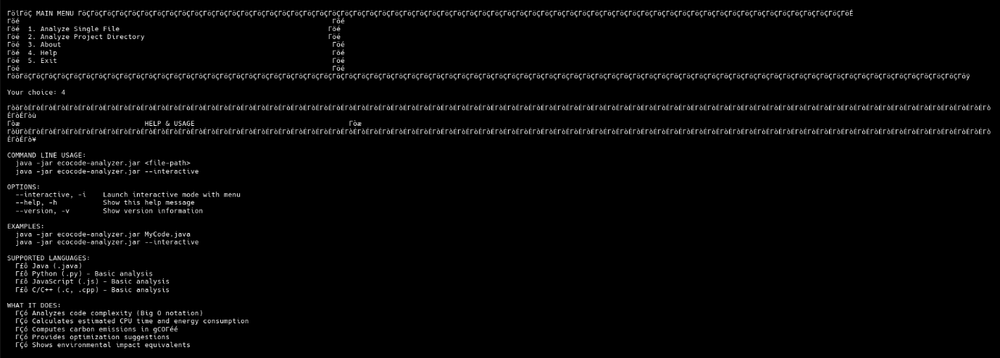 ΓöîΓöÇ MAIN MENU
Γöé Γöé
Γöé 1. Analyze Single File Γöé
Γöé 2. Analyze Project Directory Γöé
Γöé 3. About Γöé
Γöé 4. Help Γöé
Γöé 5. Exit Γöé
Γöé Γöé
Your choice: 4
Γòæ HELP & USAGE Γòæ
COMMAND LINE USAGE:
java -jar ecocode-analyzer.jar <file-path>
java -jar ecocode-analyzer.jar --interactive
OPTIONS:
--interactive, -i Launch interactive mode with menu
--help, -h Show this help message
--version, -v Show version information
EXAMPLES:
java -jar ecocode-analyzer.jar MyCode.java
java -jar ecocode-analyzer.jar --interactive
SUPPORTED LANGUAGES:
Γ£ô Java (.java)
Γ£ô Python (.py) - Basic analysis
Γ£ô JavaScript (.js) - Basic analysis
Γ£ô C/C++ (.c, .cpp) - Basic analysis
WHAT IT DOES:
ΓÇó Analyzes code complexity (Big O notation)
ΓÇó Calculates estimated CPU time and energy consumption
ΓÇó Computes carbon emissions in gCOΓéé
ΓÇó Provides optimization suggestions
ΓÇó Shows environmental impact equivalents